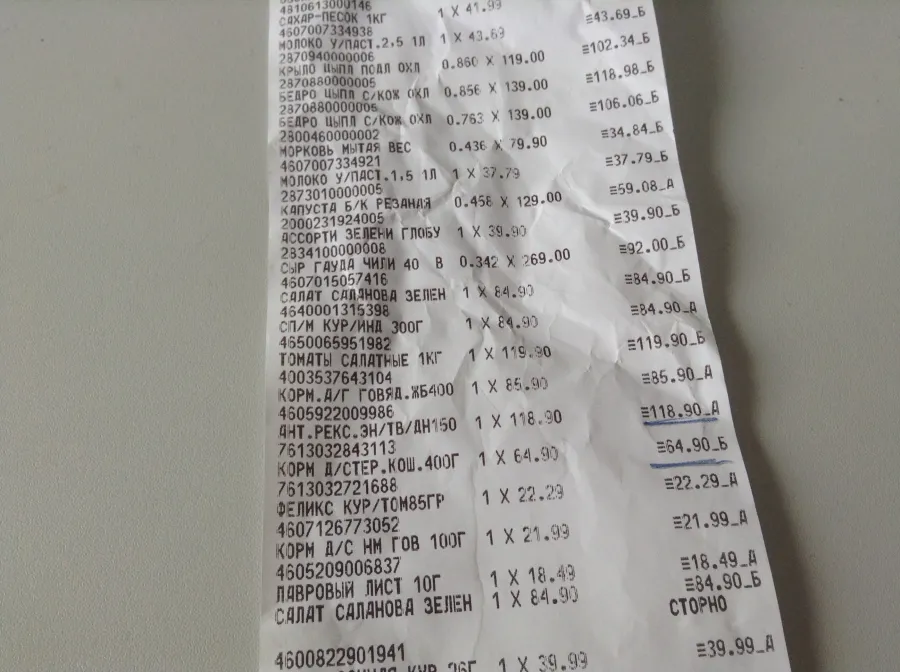 4810613000146
САХАР-ПЕСОК 1КГ 1 X 41.99
4607007334938 ≡43.69_Б
МОЛОКО У/ПАСТ.2,5 1Л 1 X 43.69
2870940000006 ≡102.34_Б
КРЫЛО ЦЫПЛ ПОДЛ ОХЛ 0.860 X 119.00
2870880000005 ≡118.98_Б
БЕДРО ЦЫПЛ С/КОЖ ОХЛ 0.856 X 139.00
2870880000005 ≡106.06_Б
БЕДРО ЦЫПЛ С/КОЖ ОХЛ 0.763 X 139.00
2800460000002 ≡34.84_Б
МОРКОВЬ МЫТАЯ ВЕС 0.436 X 79.90
4607007334921 ≡37.79_Б
МОЛОКО У/ПАСТ.1,5 1Л 1 X 37.79
2873010000005 ≡59.08_А
КАПУСТА Б/К РЕЗАНАЯ 0.458 X 129.00
2000231924005 ≡39.90_Б
АССОРТИ ЗЕЛЕНИ ГЛОБУ 1 X 39.90
2834100000008 ≡92.00_Б
СЫР ГАУДА ЧИЛИ 40 В 0.342 X 269.00
4607015057416 ≡84.90_Б
САЛАТ САЛАНОВА ЗЕЛЕН 1 X 84.90
4640001315398 ≡84.90_А
СП/М КУР/ИНД 300Г 1 X 84.90
4650065951982 ≡119.90_Б
ТОМАТЫ САЛАТНЫЕ 1КГ 1 X 119.90
4003537643104 ≡85.90_А
КОРМ.Д/Г ГОВЯД.ЖБ400 1 X 85.90
4605922009986 ≡118.90_А
АНТ.РЕКС.ЭН/ТВ/ДН150 1 X 118.90
7613032843113 ≡64.90_Б
КОРМ Д/СТЕР.КОШ.400Г 1 X 64.90
7613032721688 ≡22.29_А
ФЕЛИКС КУР/ТОМ85ГР 1 X 22.29
4607126773052 ≡21.99_А
КОРМ Д/С НМ ГОВ 100Г 1 X 21.99
4605209006837 ≡18.49_А
ЛАВРОВЫЙ ЛИСТ 10Г 1 X 18.49
САЛАТ САЛАНОВА ЗЕЛЕН 1 X 84.90 ≡84.90_Б
СТОРНО
4600822901941 ≡39.99_А
КУР 26Г 1 X 39.99